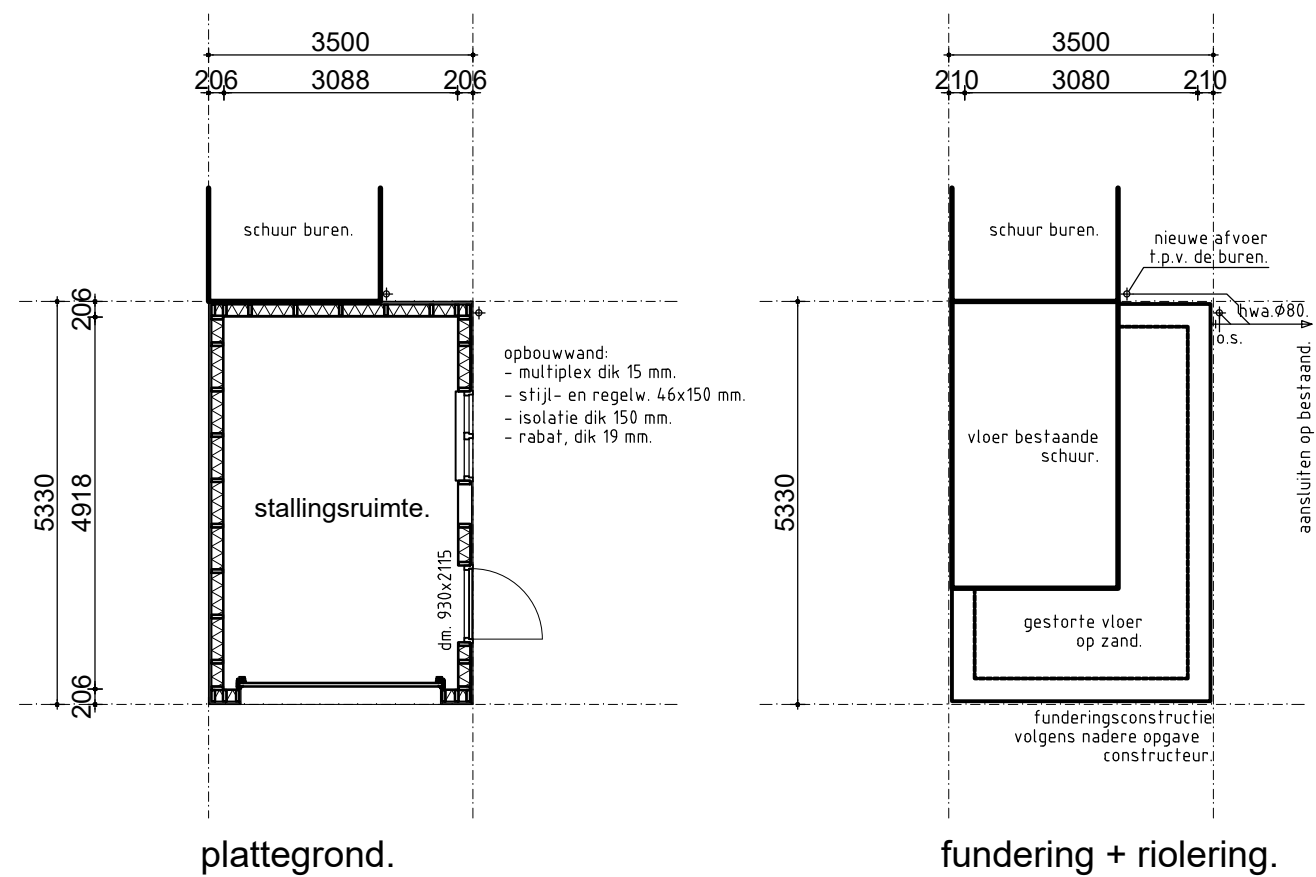 3500
206 3088 206
schuur buren.
206
5330
4918
206
opbouwwand:
- multiplex dik 15 mm.
- stijl- en regelw. 46x150 mm.
- isolatie dik 150 mm.
- rabat, dik 19 mm.
stallingsruimte.
dm. 930x2115
plattegrond.
3500
210 3080 210
schuur buren.
nieuwe afvoer
t.p.v. de buren.
hwa.Ø80.
o.s.
aansluiten op bestaand.
vloer bestaande
schuur.
5330
gestorte vloer
op zand.
funderingsconstructie
volgens nadere opgave
constructeur.
fundering + riolering.